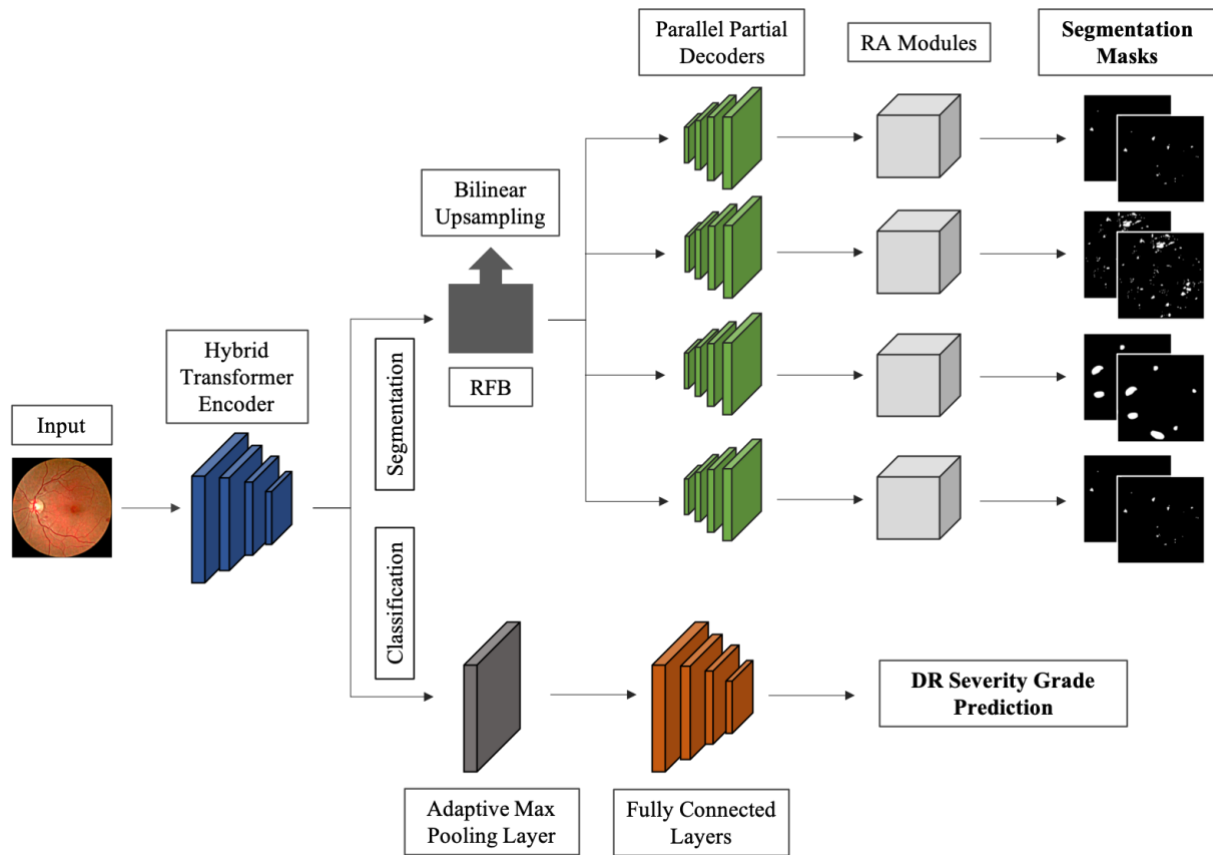 Parallel Partial
Decoders
RA Modules
Segmentation
Masks
Bilinear
Upsampling
Hybrid
Transformer
Encoder
Segmentation
RFB
Input
Classification
DR Severity Grade
Prediction
Adaptive Max
Pooling Layer
Fully Connected
Layers